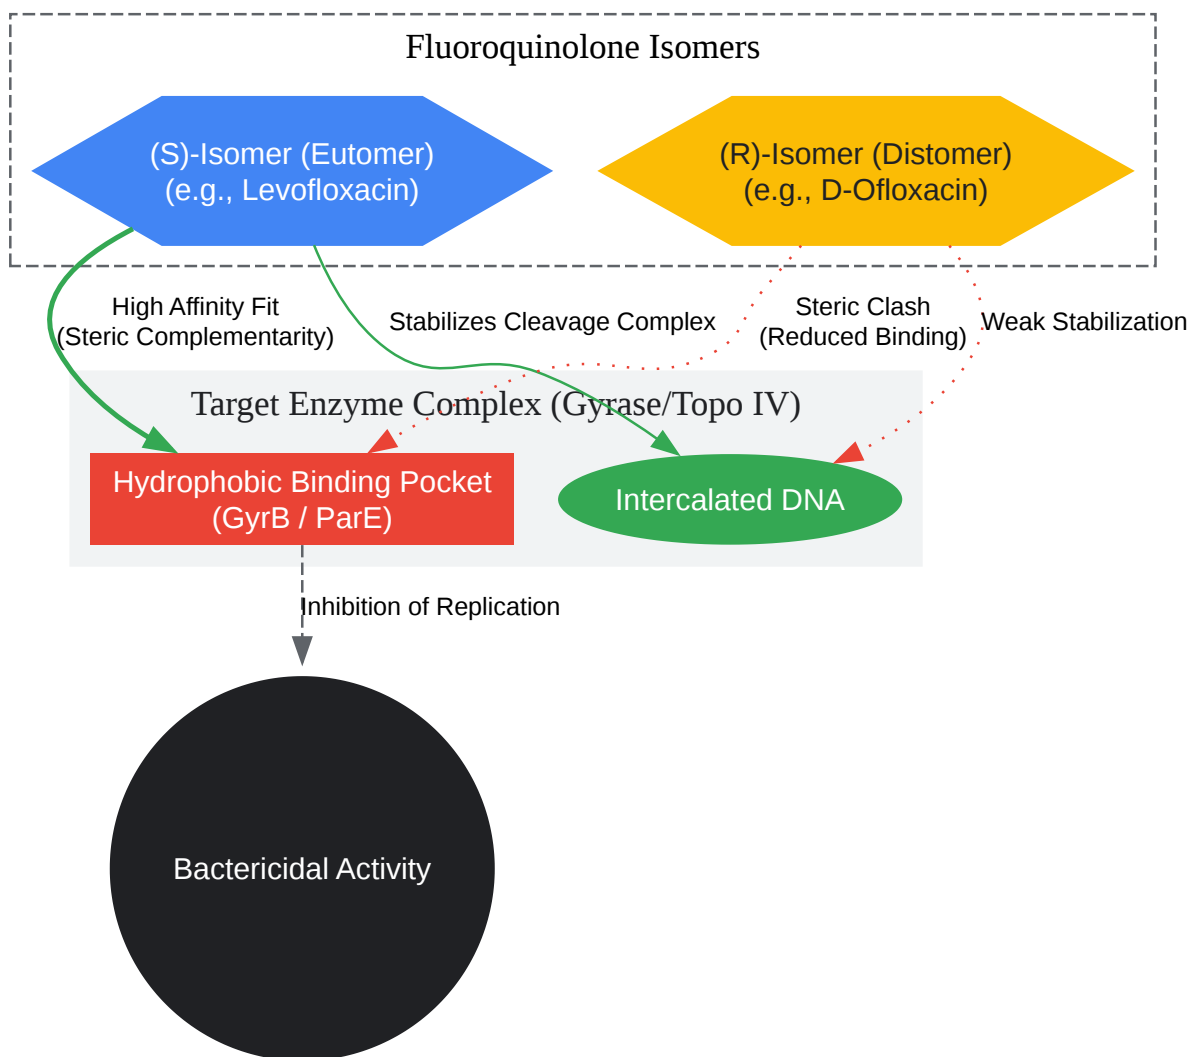 Fluoroquinolone Isomers
(S)-Isomer (Eutomer)
(e.g., Levofloxacin)
(R)-Isomer (Distomer)
(e.g., D-Ofloxacin)
High Affinity Fit
(Steric Complementarity)
Stabilizes Cleavage Complex
Steric Clash
(Reduced Binding)
Weak Stabilization
Target Enzyme Complex (Gyrase/Topo IV)
Hydrophobic Binding Pocket
(GyrB / ParE)
Intercalated DNA
Inhibition of Replication
Bactericidal Activity